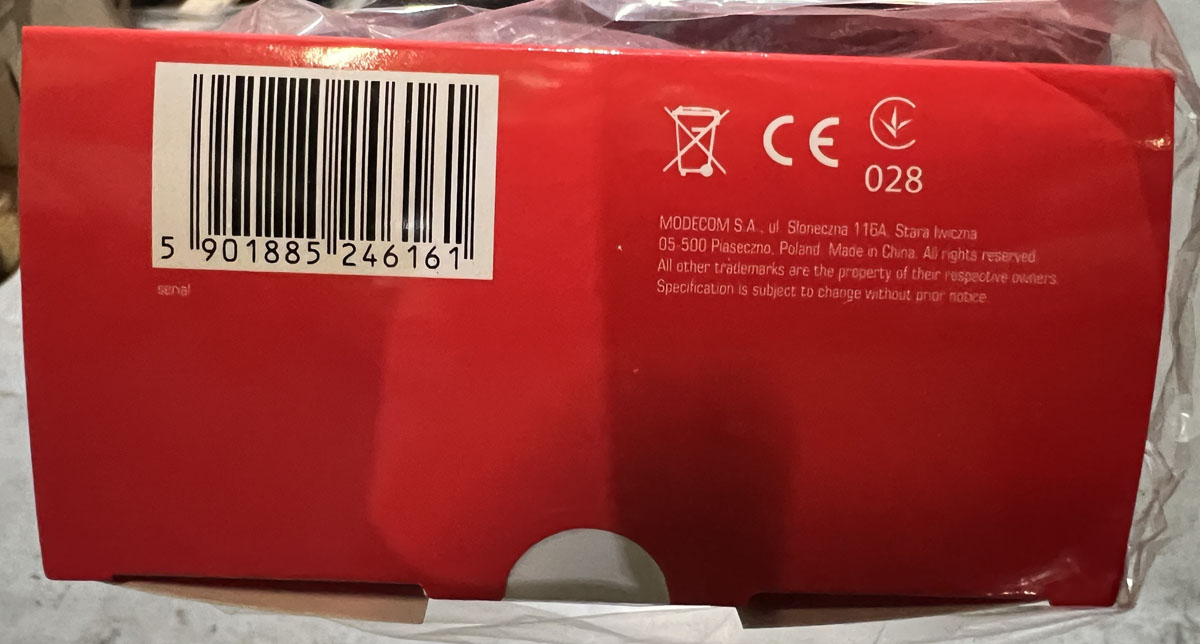 5 901885 246161
serial
CE
028
MODECOM S.A., ul. Słoneczna 116A, Stara Iwiczna
05-500 Piaseczno, Poland. Made in China. All rights reserved.
All other trademarks are the property of their respective owners.
Specification is subject to change without prior notice.